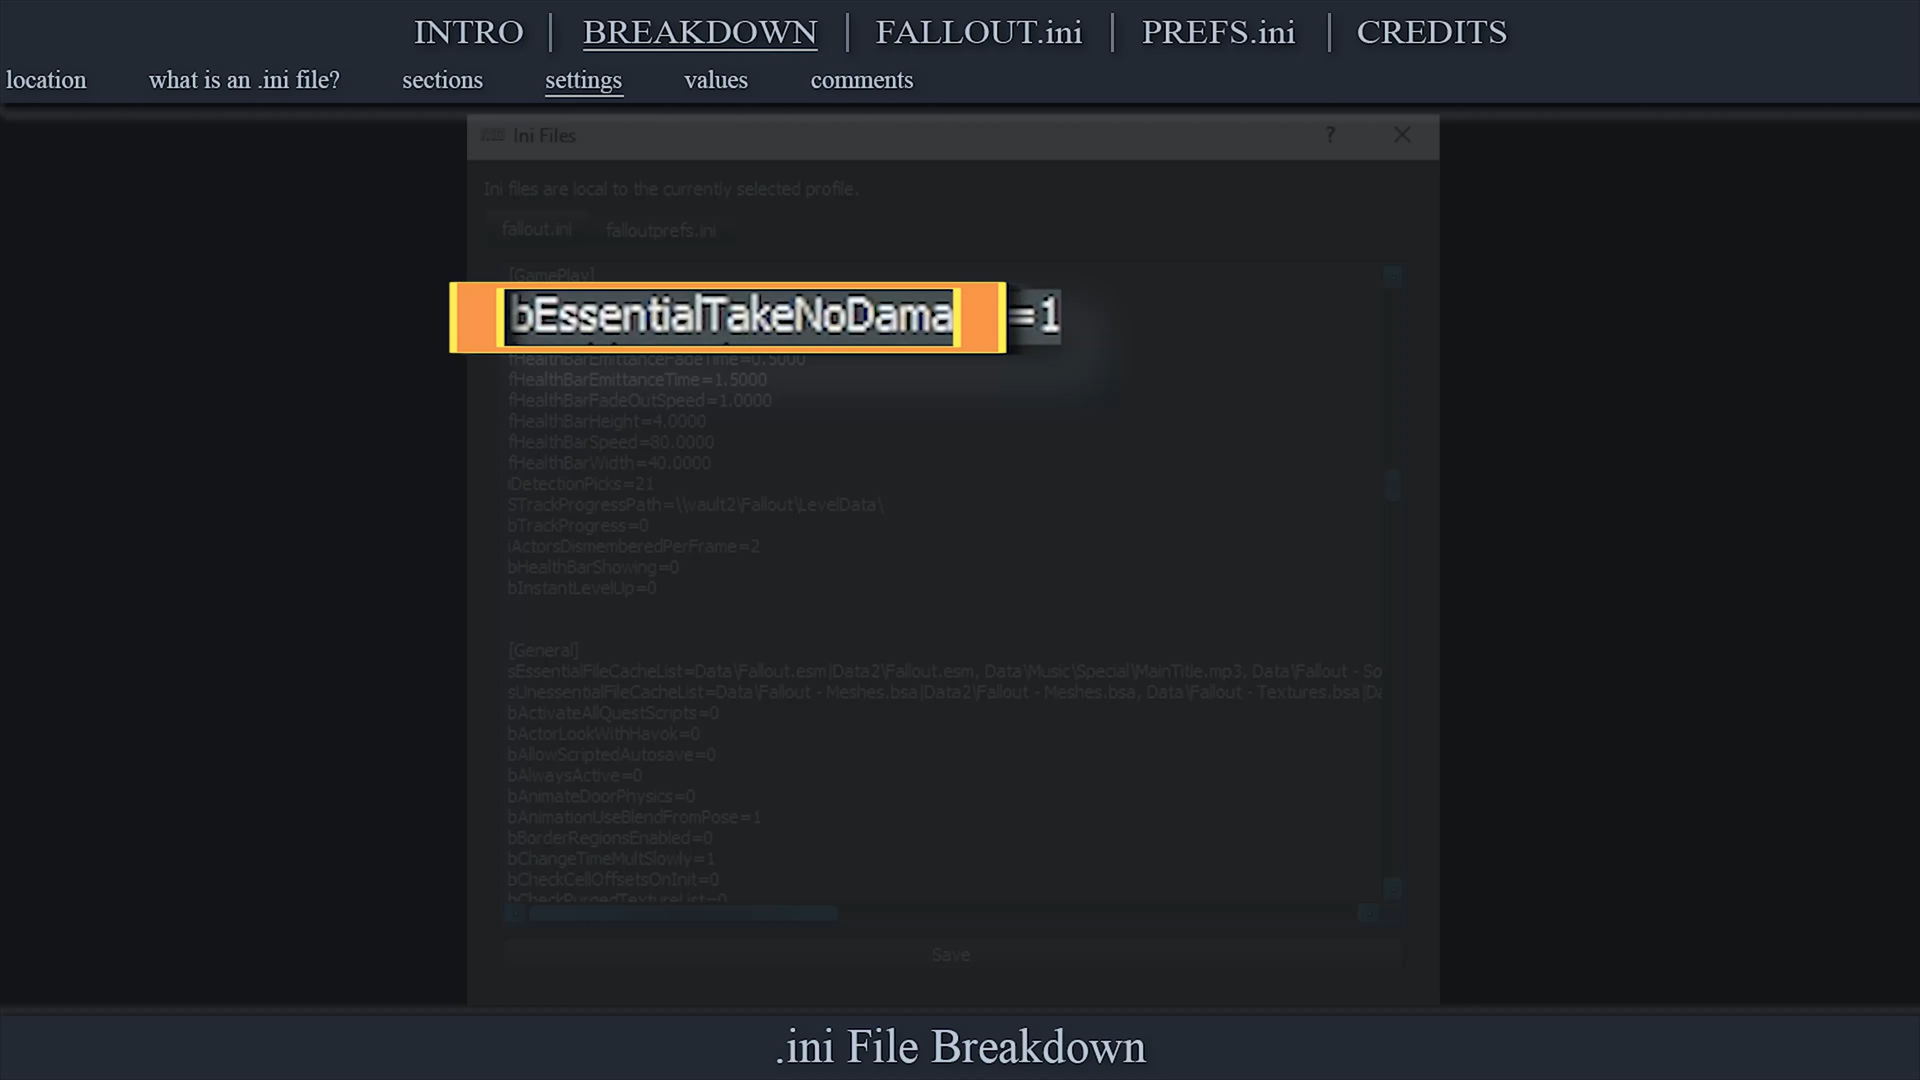 INTRO | BREAKDOWN | FALLOUT.ini | PREFS.ini | CREDITS
location what is an .ini file? sections settings values comments
Ini Files ? ×
Ini files are local to the currently selected profile.
fallout.ini falloutprefs.ini
[GamePlay]
bEssentialTakeNoDama =1
fHealthBarEmittanceFadeTime=0.5000
fHealthBarEmittanceTime=1.5000
fHealthBarFadeOutSpeed=1.0000
fHealthBarHeight=4.0000
fHealthBarSpeed=80.0000
fHealthBarWidth=40.0000
iDetectionPicks=21
STrackProgressPath=\\vault2\Fallout\LevelData\
bTrackProgress=0
iActorsDismemberedPerFrame=2
bHealthBarShowing=0
bInstantLevelUp=0
[General]
sEssentialFileCacheList=Data\Fallout.esm|Data2\Fallout.esm, Data\Music\Special\MainTitle.mp3, Data\Fallout - So
sUnessentialFileCacheList=Data\Fallout - Meshes.bsa|Data2\Fallout - Meshes.bsa, Data\Fallout - Textures.bsa|Da
bActivateAllQuestScripts=0
bActorLookWithHavok=0
bAllowScriptedAutosave=0
bAlwaysActive=0
bAnimateDoorPhysics=0
bAnimationUseBlendFromPose=1
bBorderRegionsEnabled=0
bChangeTimeMultSlowly=1
bCheckCellOffsetsOnInit=0
bCheckPurgedTextureList=0
Save
.ini File Breakdown